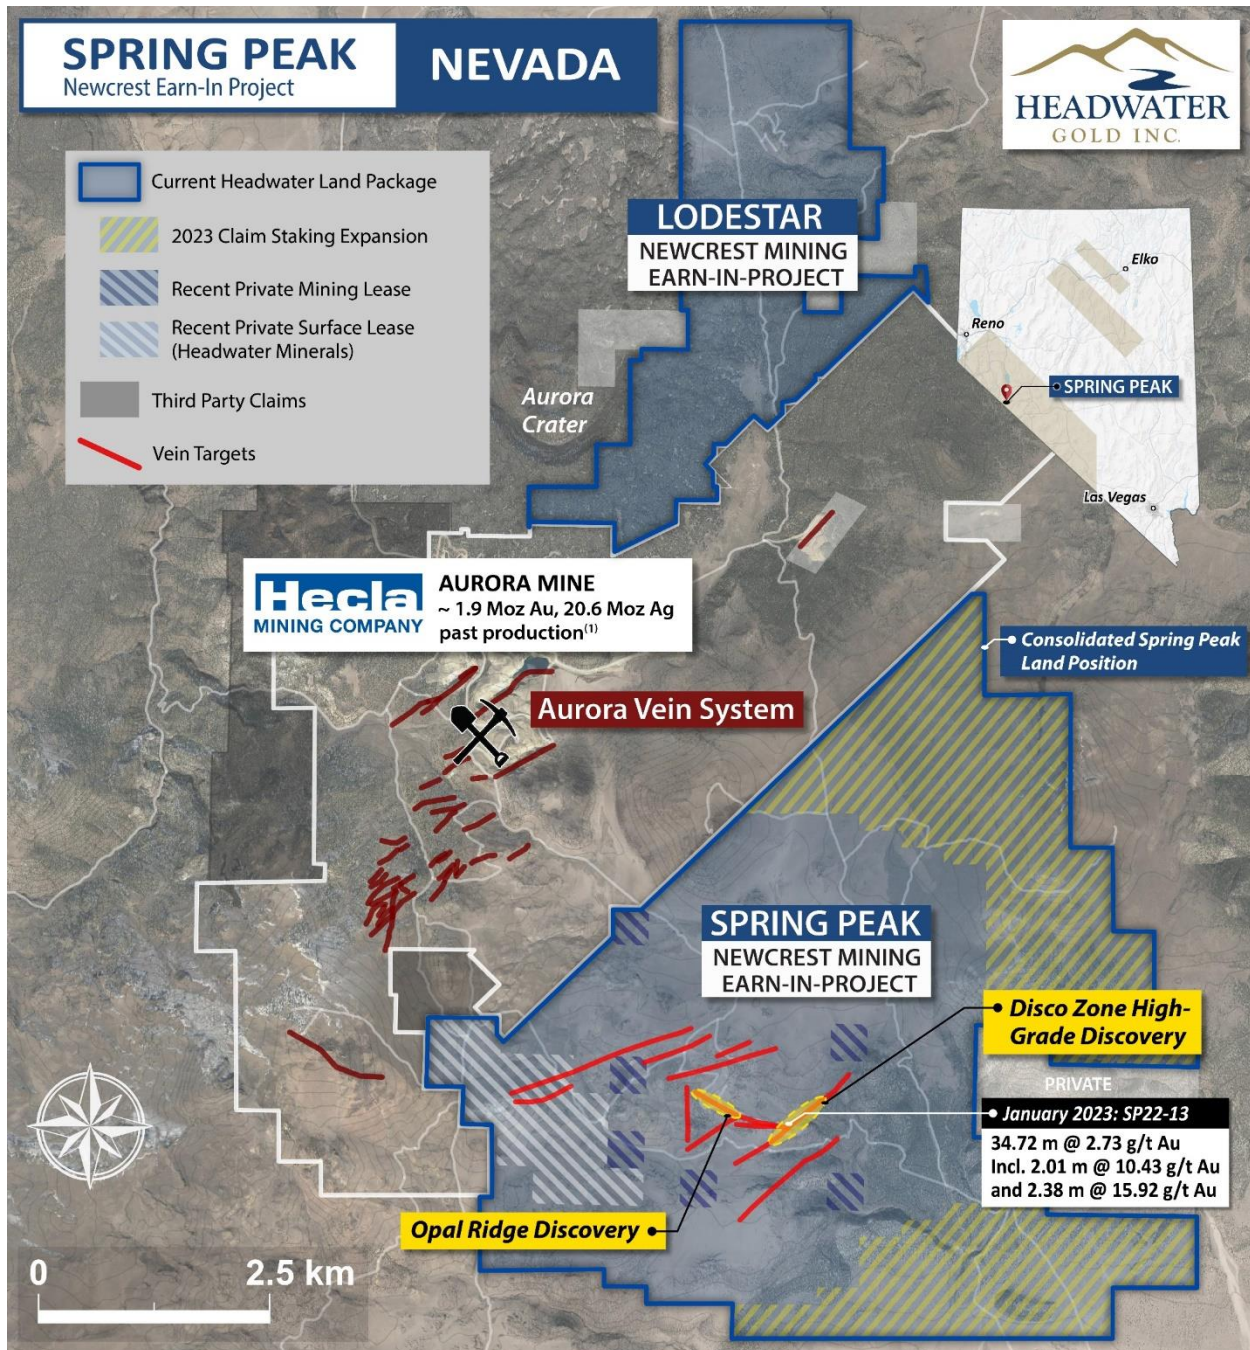 SPRING PEAK
Newcrest Earn-In Project
NEVADA
HEADWATER
GOLD INC.
Current Headwater Land Package
2023 Claim Staking Expansion
Recent Private Mining Lease
Recent Private Surface Lease
(Headwater Minerals)
Third Party Claims
Vein Targets
LODESTAR
NEWCREST MINING
EARN-IN-PROJECT
Elko
Reno
SPRING PEAK
Las Vegas
Aurora
Crater
Hecla
MINING COMPANY
AURORA MINE
~ 1.9 Moz Au, 20.6 Moz Ag
past production(1)
Consolidated Spring Peak
Land Position
Aurora Vein System
SPRING PEAK
NEWCREST MINING
EARN-IN-PROJECT
Disco Zone High-
Grade Discovery
PRIVATE
January 2023: SP22-13
34.72 m @ 2.73 g/t Au
Incl. 2.01 m @ 10.43 g/t Au
and 2.38 m @ 15.92 g/t Au
Opal Ridge Discovery
0 2.5 km